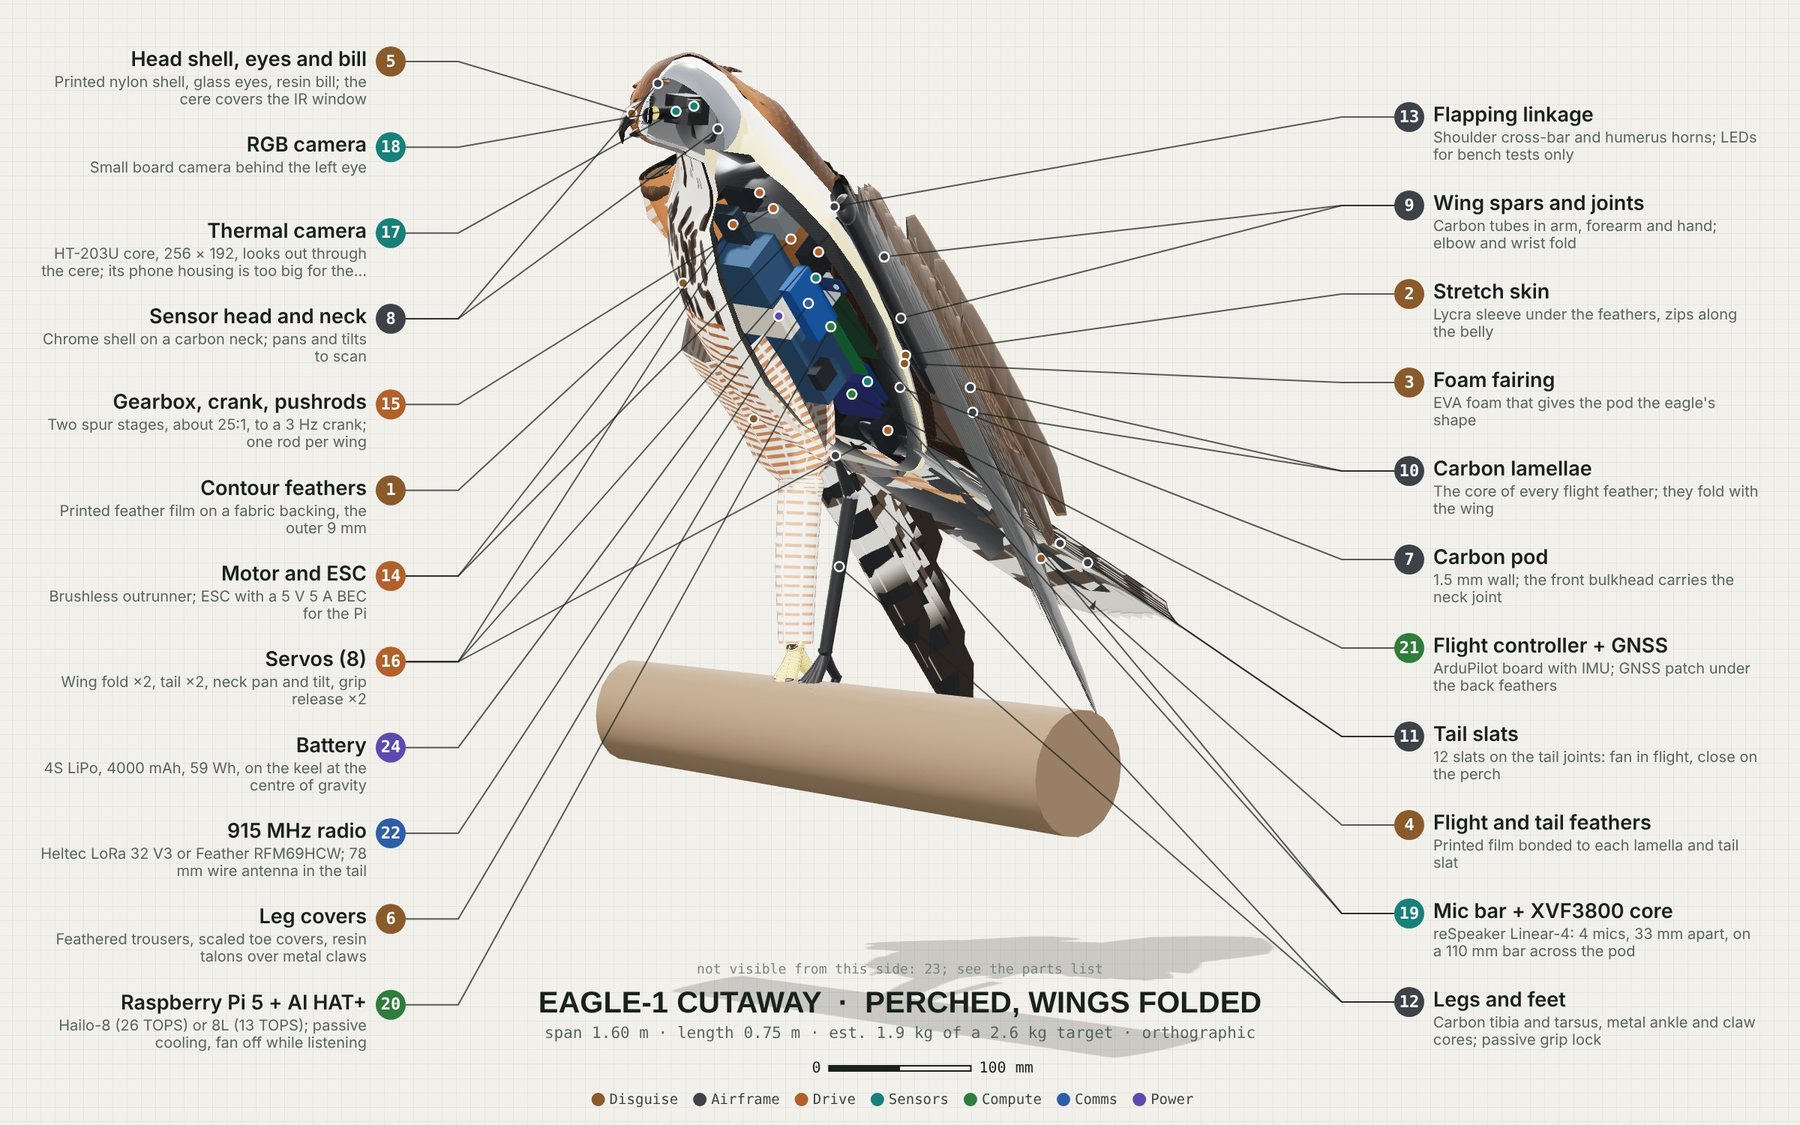 Head shell, eyes and bill
5
Printed nylon shell, glass eyes, resin bill; the
cere covers the IR window
RGB camera
18
Small board camera behind the left eye
Thermal camera
17
HT-203U core, 256 × 192, looks out through
the cere; its phone housing is too big for the…
Sensor head and neck
8
Chrome shell on a carbon neck; pans and tilts
to scan
Gearbox, crank, pushrods
15
Two spur stages, about 25:1, to a 3 Hz crank;
one rod per wing
Contour feathers
1
Printed feather film on a fabric backing, the
outer 9 mm
Motor and ESC
14
Brushless outrunner; ESC with a 5 V 5 A BEC
for the Pi
Servos (8)
16
Wing fold ×2, tail ×2, neck pan and tilt, grip
release ×2
Battery
24
4S LiPo, 4000 mAh, 59 Wh, on the keel at the
centre of gravity
915 MHz radio
22
Heltec LoRa 32 V3 or Feather RFM69HCW; 78
mm wire antenna in the tail
Leg covers
6
Feathered trousers, scaled toe covers, resin
talons over metal claws
Raspberry Pi 5 + AI HAT+
20
Hailo-8 (26 TOPS) or 8L (13 TOPS); passive
cooling, fan off while listening
13
Flapping linkage
Shoulder cross-bar and humerus horns; LEDs
for bench tests only
9
Wing spars and joints
Carbon tubes in arm, forearm and hand;
elbow and wrist fold
2
Stretch skin
Lycra sleeve under the feathers, zips along
the belly
3
Foam fairing
EVA foam that gives the pod the eagle's
shape
10
Carbon lamellae
The core of every flight feather; they fold with
the wing
7
Carbon pod
1.5 mm wall; the front bulkhead carries the
neck joint
21
Flight controller + GNSS
ArduPilot board with IMU; GNSS patch under
the back feathers
11
Tail slats
12 slats on the tail joints: fan in flight, close on
the perch
4
Flight and tail feathers
Printed film bonded to each lamella and tail
slat
19
Mic bar + XVF3800 core
reSpeaker Linear-4: 4 mics, 33 mm apart, on
a 110 mm bar across the pod
12
Legs and feet
Carbon tibia and tarsus, metal ankle and claw
cores; passive grip lock
not visible from this side: 23; see the parts list
EAGLE-1 CUTAWAY · PERCHED, WINGS FOLDED
span 1.60 m · length 0.75 m · est. 1.9 kg of a 2.6 kg target · orthographic
0 100 mm
Disguise Airframe Drive Sensors Compute Comms Power